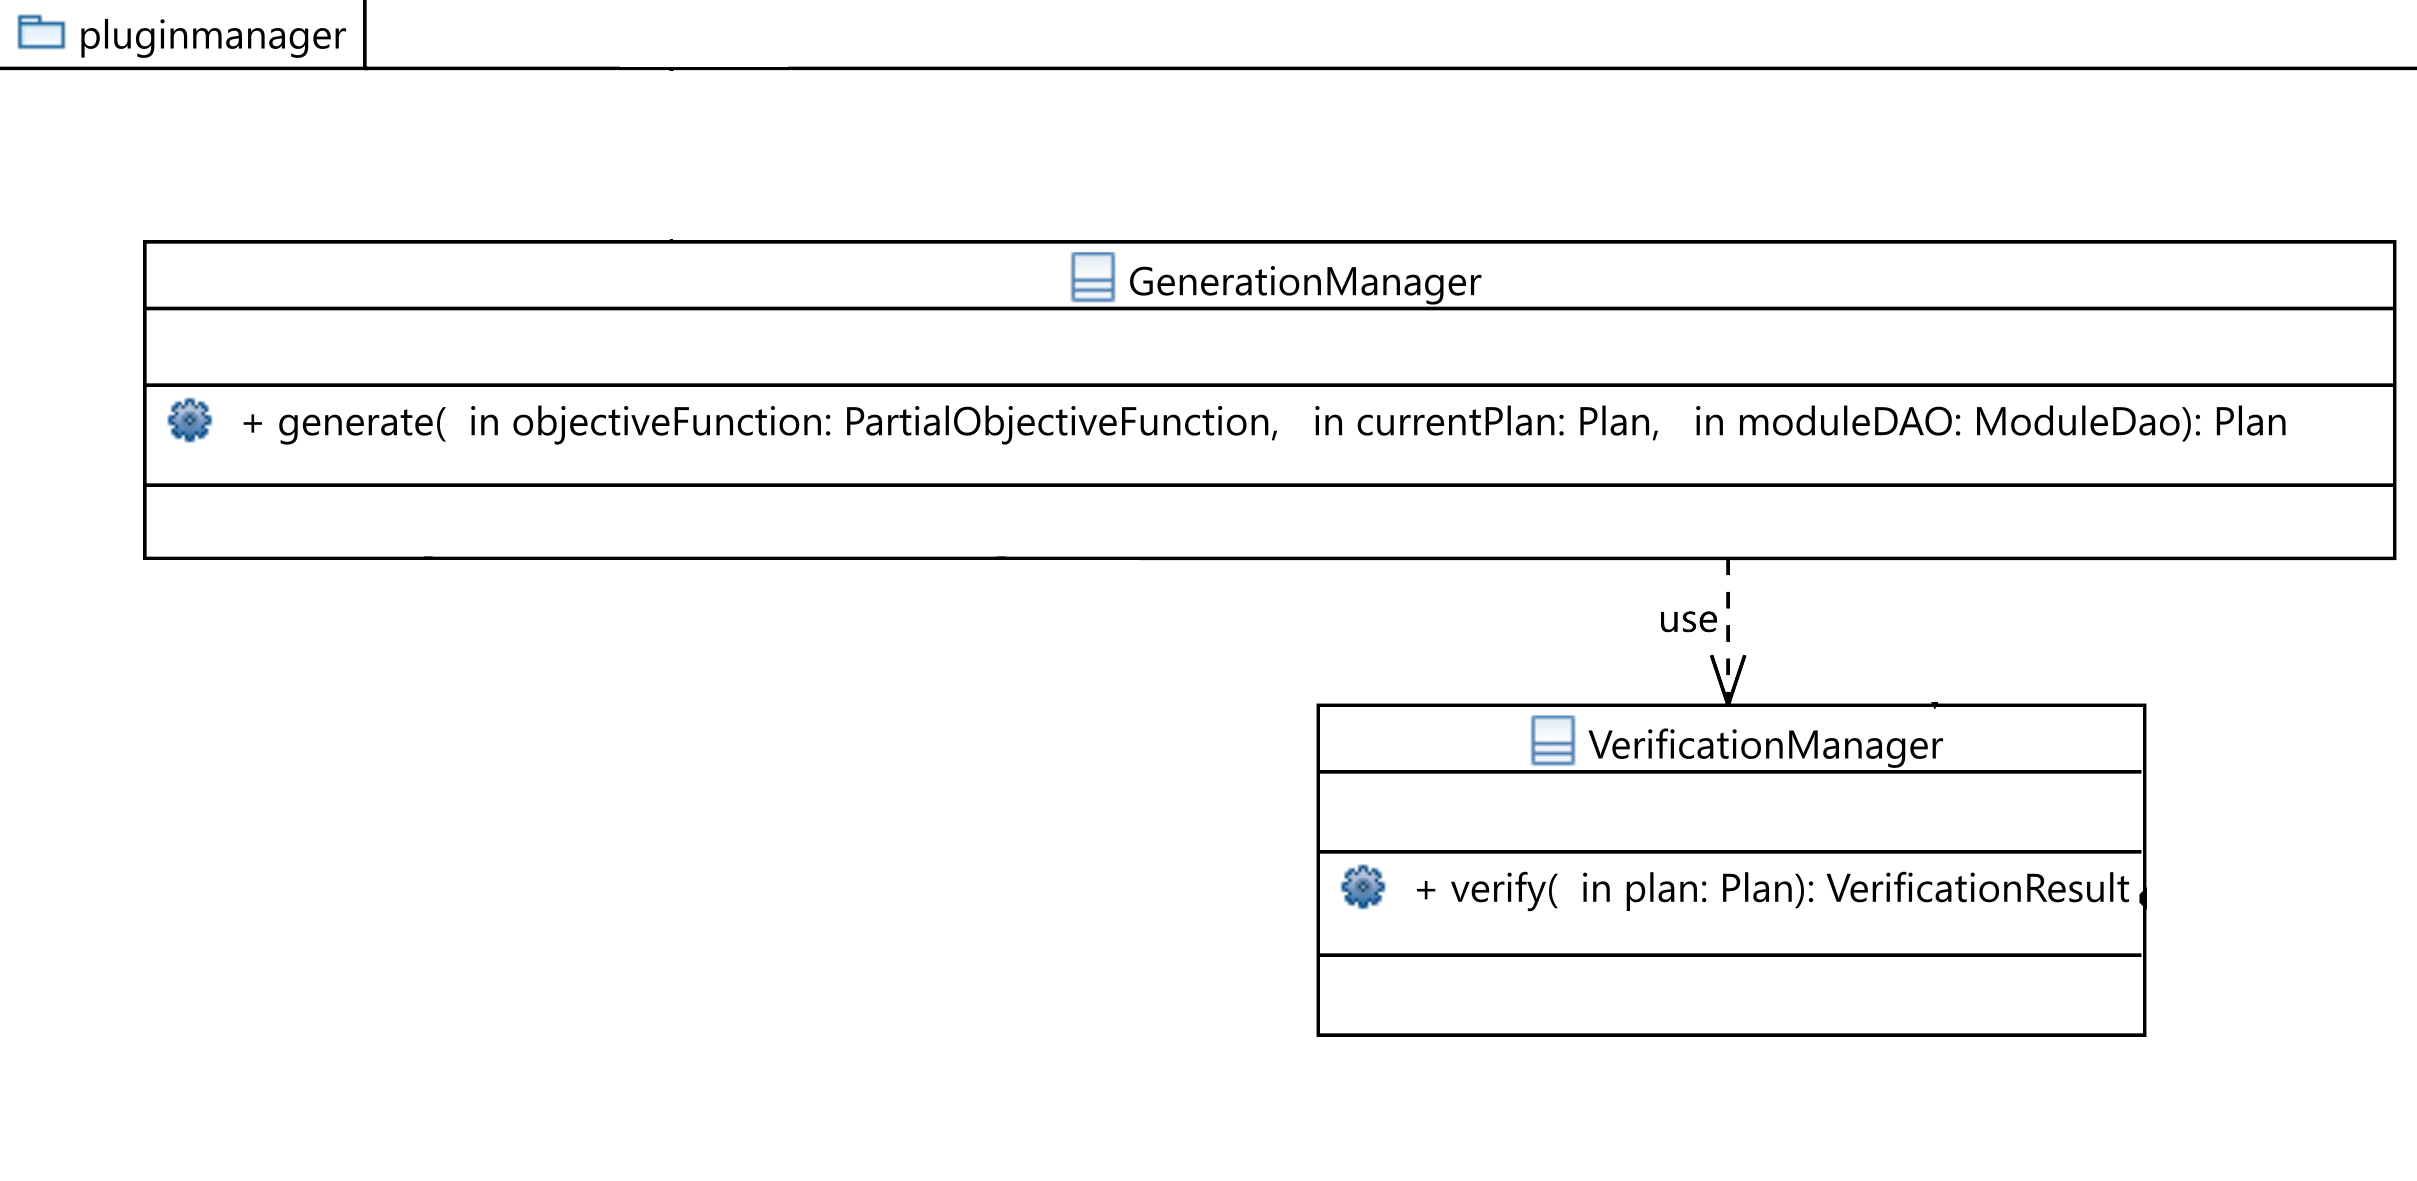 pluginmanager
GenerationManager
+ generate(  in objectiveFunction: PartialObjectiveFunction,   in currentPlan: Plan,   in moduleDAO: ModuleDao): Plan
use
VerificationManager
+ verify(  in plan: Plan): VerificationResult